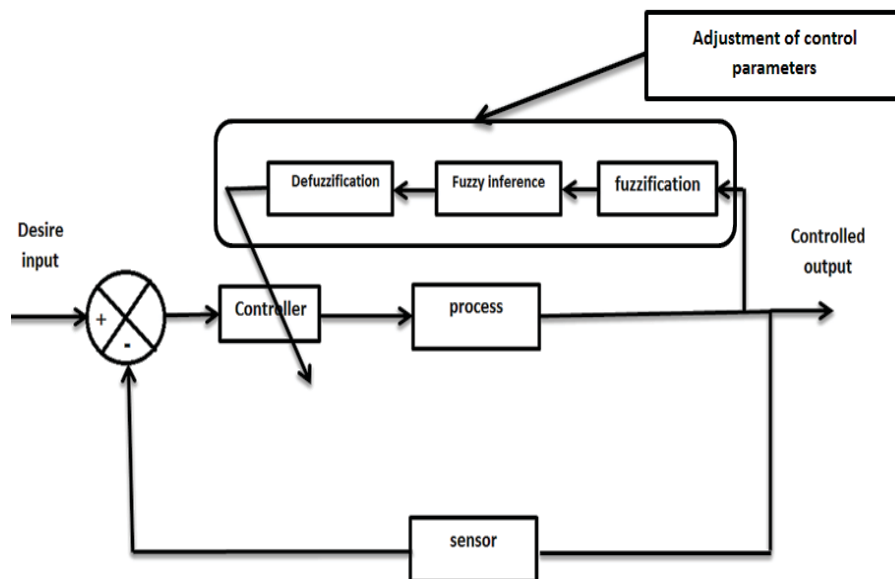 Adjustment of control
parameters
Defuzzification
Fuzzy inference
fuzzification
Desire
input
Controlled
output
+
-
Controller
process
sensor